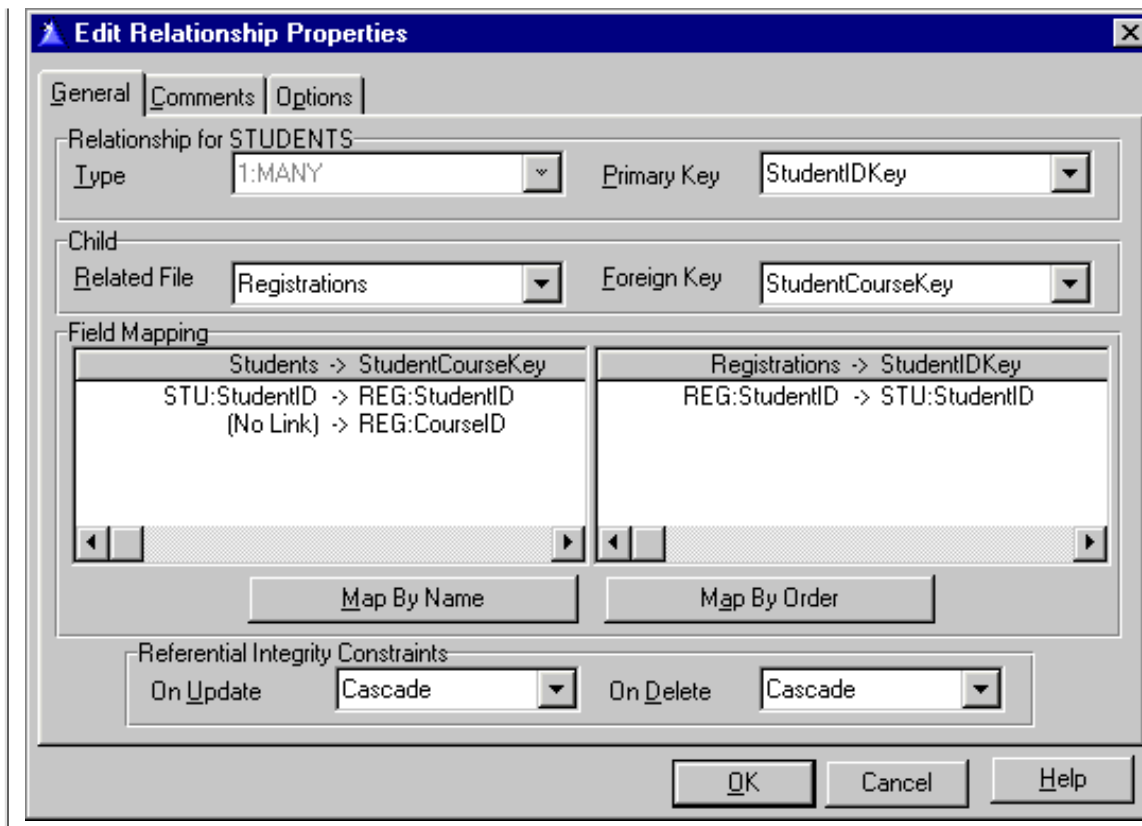 Edit Relationship Properties
General Comments Options
Relationship for STUDENTS
Type 1:MANY Primary Key StudentIDKey
Child
Related File Registrations Foreign Key StudentCourseKey
Field Mapping
Students -> StudentCourseKey Registrations -> StudentIDKey
STU:StudentID -> REG:StudentID REG:StudentID -> STU:StudentID
(No Link) -> REG:CourseID
Map By Name Map By Order
Referential Integrity Constraints
On Update Cascade On Delete Cascade
OK Cancel Help